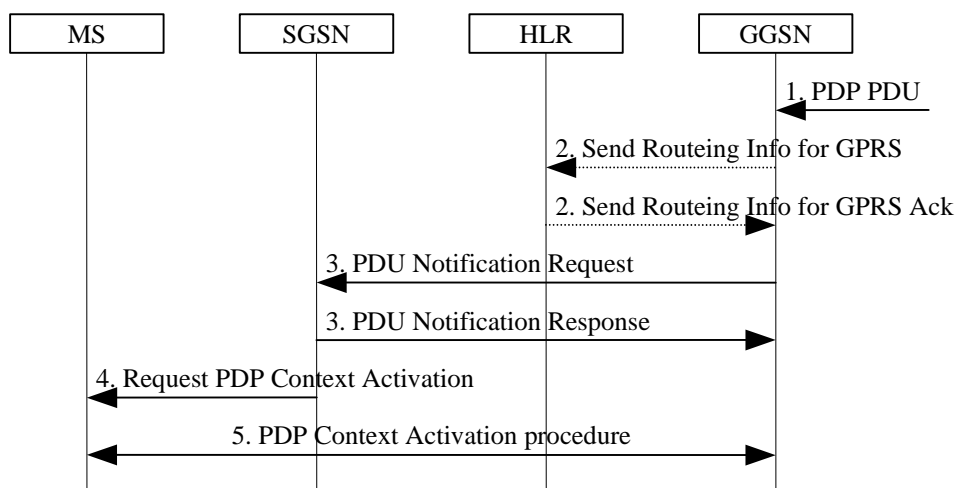 MS
SGSN
HLR
GGSN
1. PDP PDU
2. Send Routeing Info for GPRS
2. Send Routeing Info for GPRS Ack
3. PDU Notification Request
3. PDU Notification Response
4. Request PDP Context Activation
5. PDP Context Activation procedure